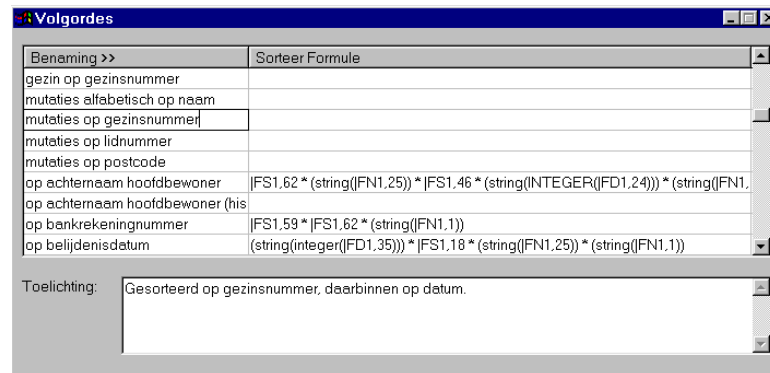 Volgordes
Benaming >> Sorteer Formule
gezin op gezinsnummer
mutaties alfabetisch op naam
mutaties op gezinsnummer
mutaties op lidnummer
mutaties op postcode
op achternaam hoofdbewoner |FS1,62 * (string(|FN1,25)) * |FS1,46 * (string(INTEGER(|FD1,24))) * (string(|FN1,
op achternaam hoofdbewoner (his
op bankrekeningnummer |FS1,59 * |FS1,62 * (string(|FN1,1))
op belijdenisdatum (string(integer(|FD1,35))) * |FS1,18 * (string(|FN1,25)) * (string(|FN1,1))
Toelichting: Gesorteerd op gezinsnummer, daarbinnen op datum.